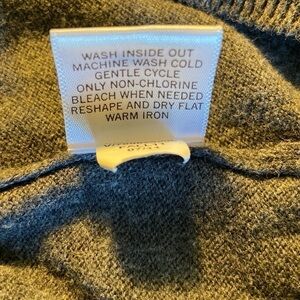 WASH INSIDE OUT
MACHINE WASH COLD
GENTLE CYCLE
ONLY NON-CHLORINE
BLEACH WHEN NEEDED
RESHAPE AND DRY FLAT
WARM IRON